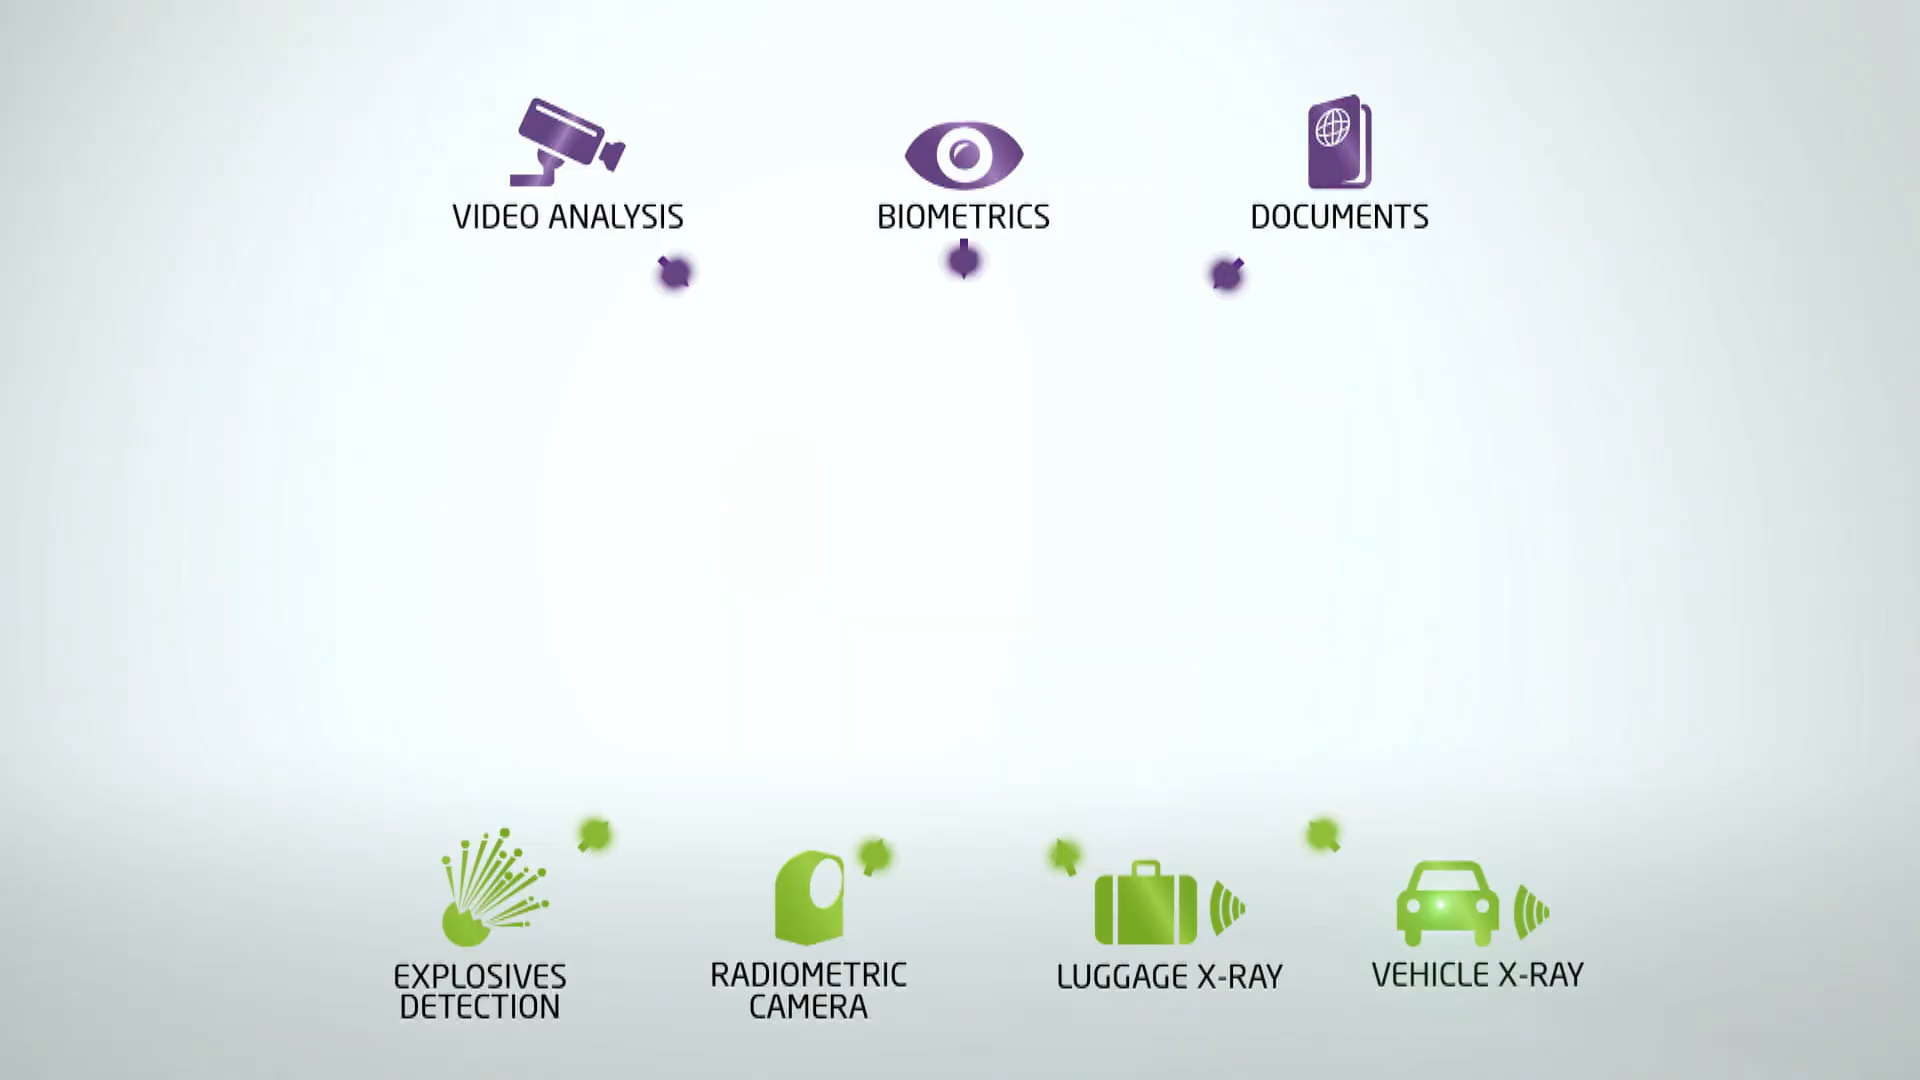 VIDEO ANALYSIS
BIOMETRICS
DOCUMENTS
EXPLOSIVES
DETECTION
RADIOMETRIC
CAMERA
LUGGAGE X-RAY
VEHICLE X-RAY